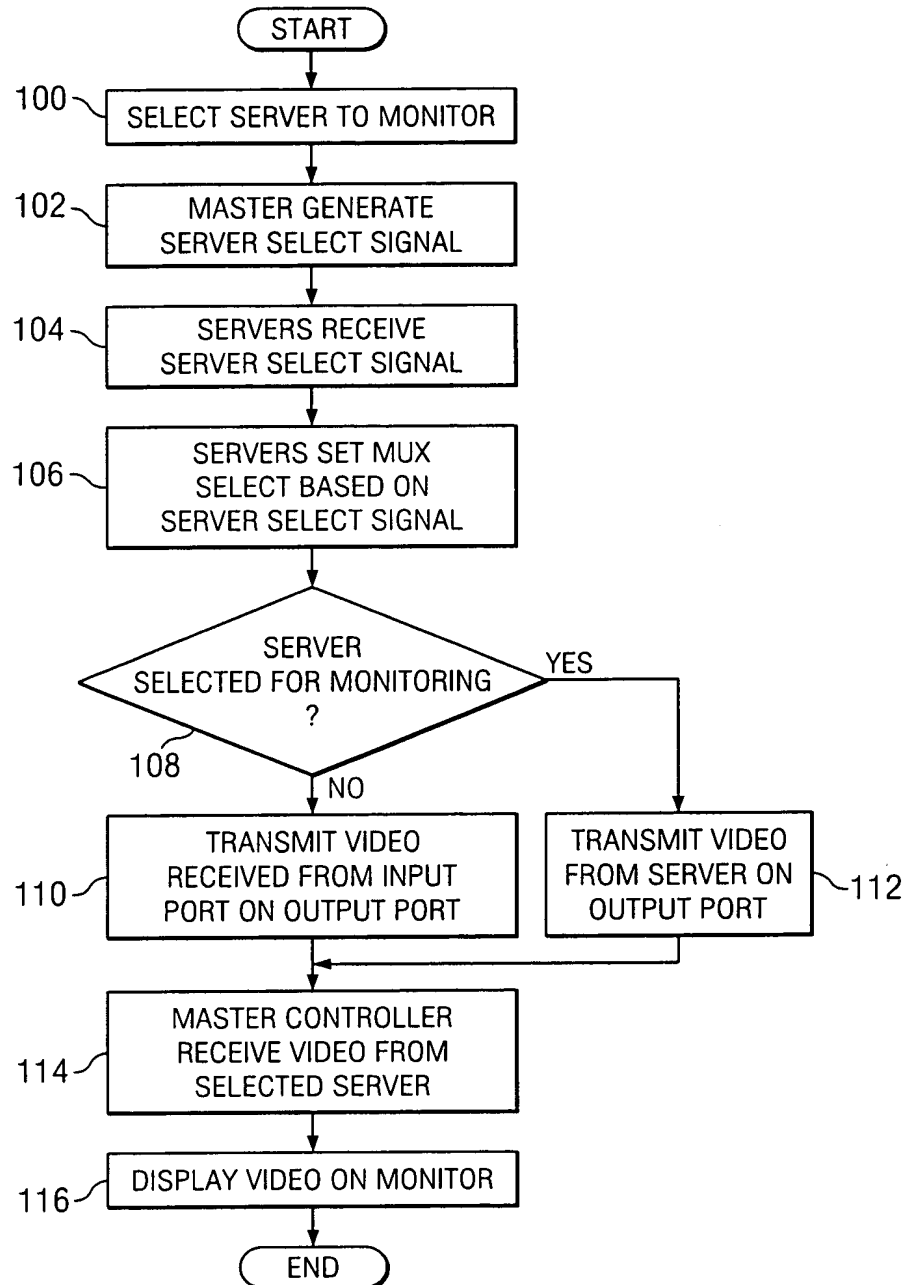 START
100
SELECT SERVER TO MONITOR
102
MASTER GENERATE
SERVER SELECT SIGNAL
104
SERVERS RECEIVE
SERVER SELECT SIGNAL
106
SERVERS SET MUX
SELECT BASED ON
SERVER SELECT SIGNAL
SERVER
SELECTED FOR MONITORING
?
YES
108
NO
110
TRANSMIT VIDEO
RECEIVED FROM INPUT
PORT ON OUTPUT PORT
TRANSMIT VIDEO
FROM SERVER ON
OUTPUT PORT
112
114
MASTER CONTROLLER
RECEIVE VIDEO FROM
SELECTED SERVER
116
DISPLAY VIDEO ON MONITOR
END